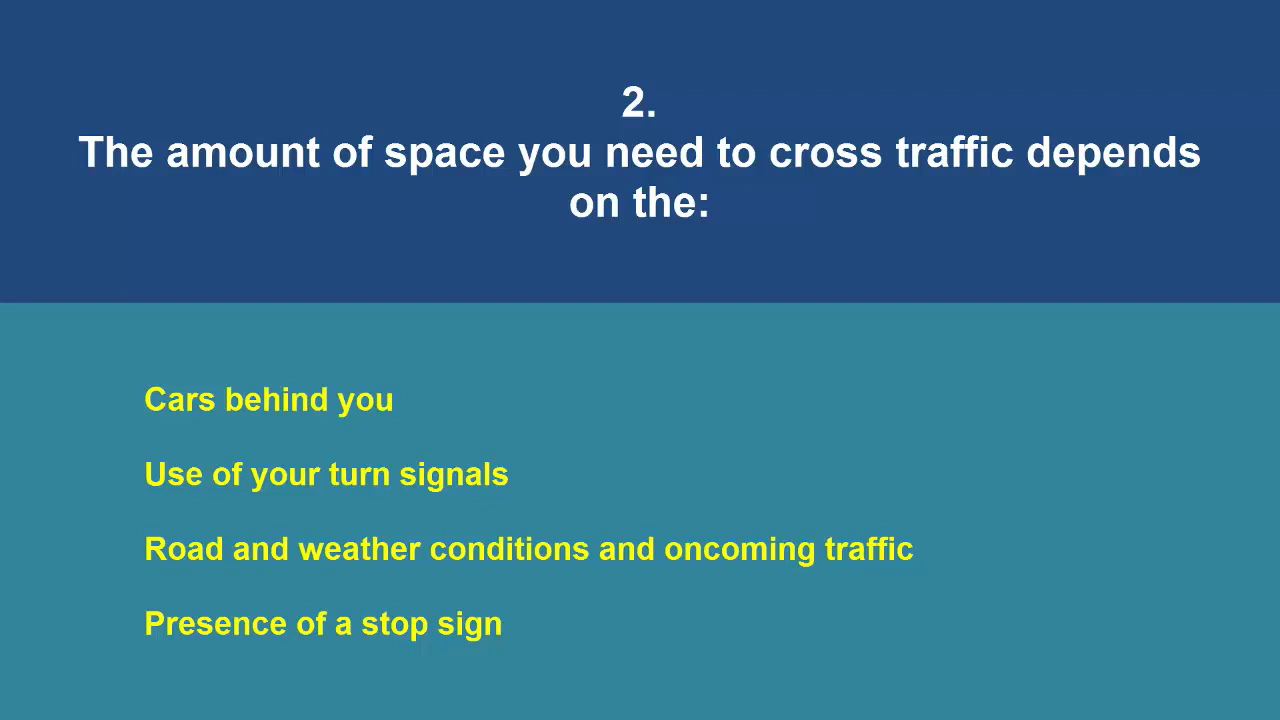 2.
The amount of space you need to cross traffic depends
on the:
Cars behind you
Use of your turn signals
Road and weather conditions and oncoming traffic
Presence of a stop sign